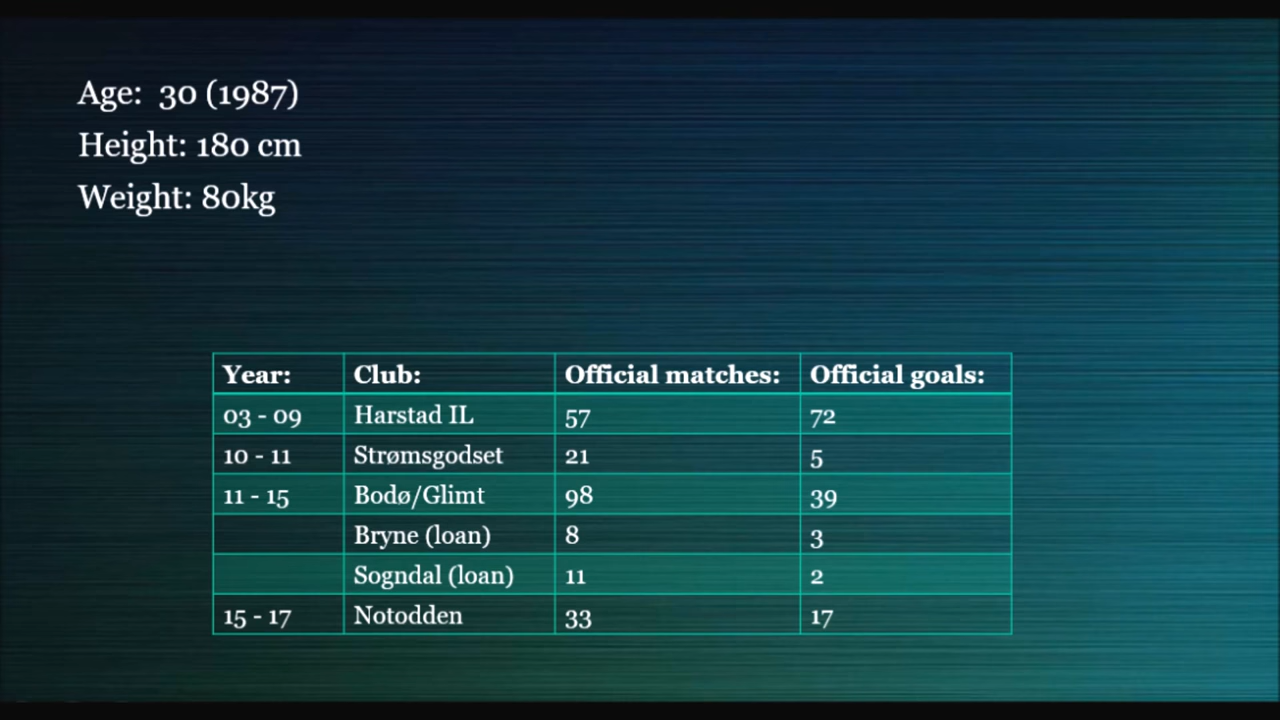 Age: 30 (1987)
Height: 180 cm
Weight: 80kg
Year: Club: Official matches: Official goals:
03 - 09 Harstad IL 57 72
10 - 11 Strømsgodset 21 5
11 - 15 Bodø/Glimt 98 39
Bryne (loan) 8 3
Sogndal (loan) 11 2
15 - 17 Notodden 33 17